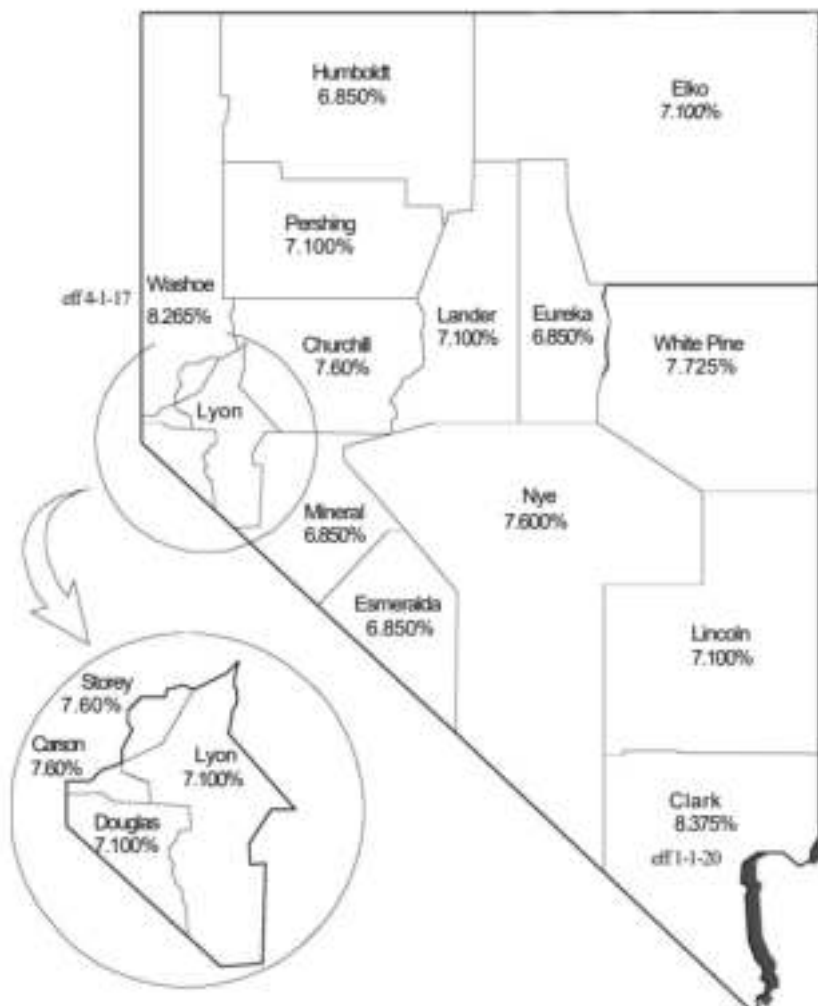 Humboldt
6.850%
Elko
7.100%
Pershing
7.100%
Washoe
eff 4-1-17
8.265%
Lander
7.100%
Eureka
6.850%
Churchill
7.60%
White Pine
7.725%
Lyon
Nye
7.600%
Mineral
6.850%
Esmeralda
6.850%
Lincoln
7.100%
Storey
7.60%
Carson
7.60%
Lyon
7.100%
Douglas
7.100%
Clark
8.375%
eff 1-1-20